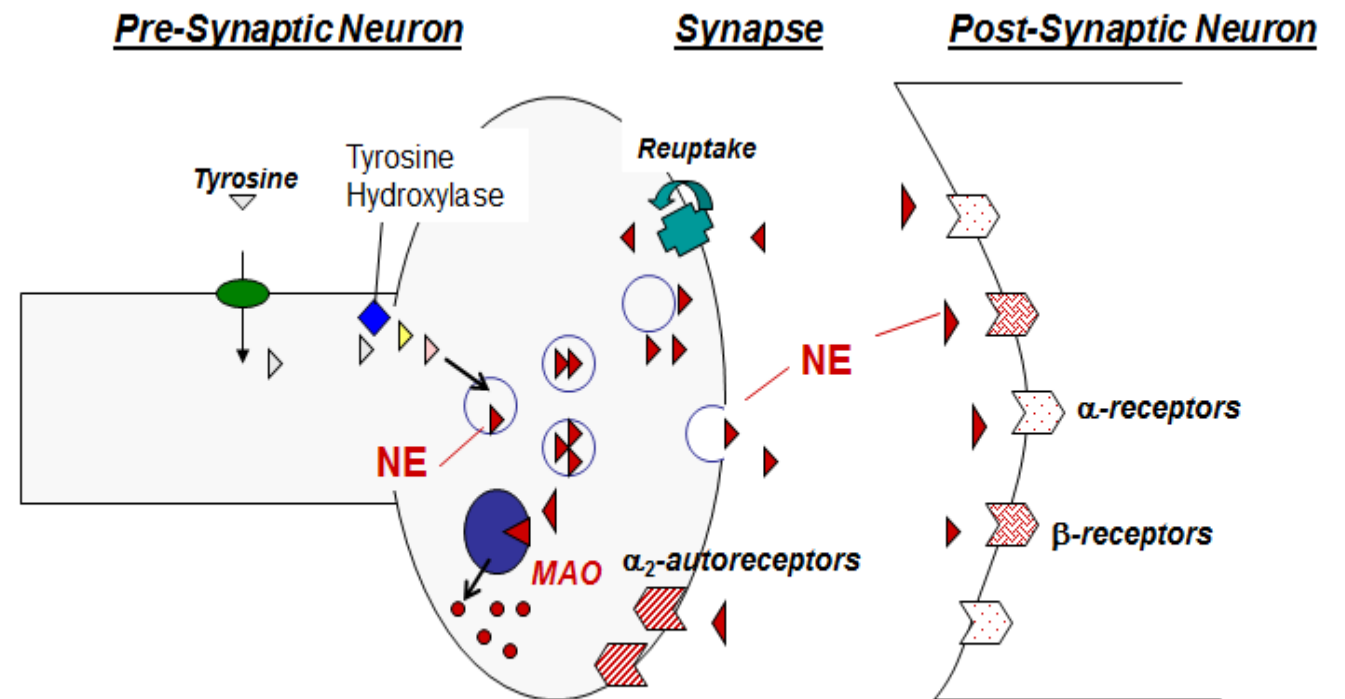 Pre-Synaptic Neuron
Synapse
Post-Synaptic Neuron
Tyrosine
Tyrosine
Hydroxylase
Reuptake
NE
NE
α-receptors
MAO
α₂-autoreceptors
β-receptors